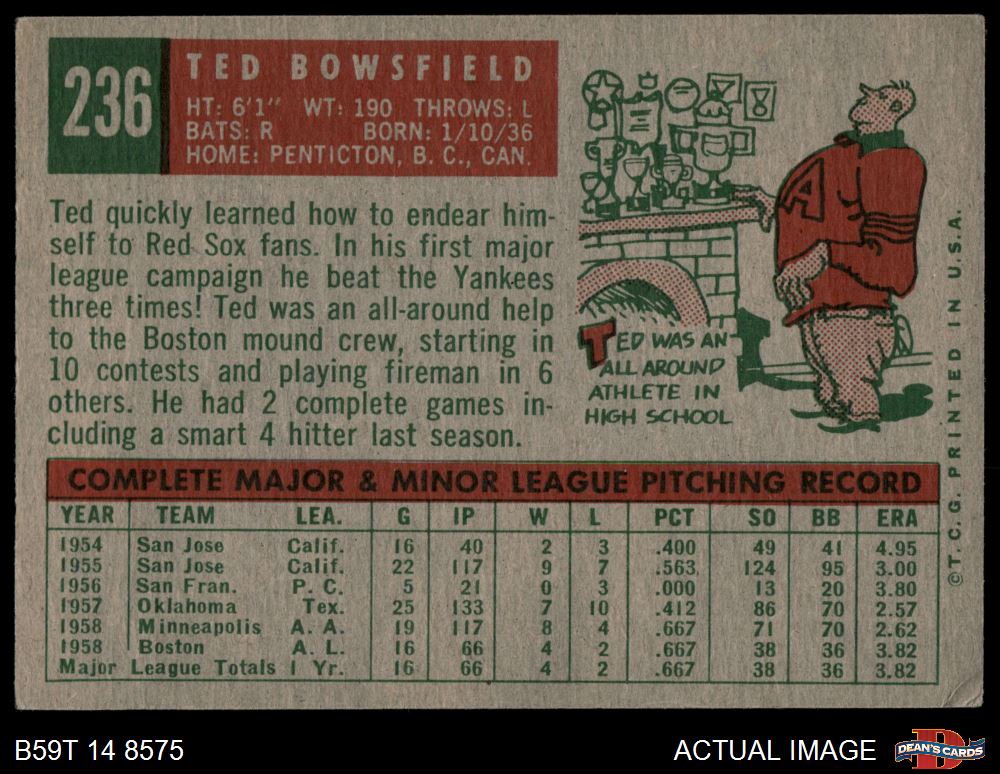 236
TED BOWSFIELD
HT: 6'1" WT: 190 THROWS: L
BATS: R BORN: 1/10/36
HOME: PENTICTON, B. C., CAN.
Ted quickly learned how to endear him-
self to Red Sox fans. In his first major
league campaign he beat the Yankees
three times! Ted was an all-around help
to the Boston mound crew, starting in
10 contests and playing fireman in 6
others. He had 2 complete games in-
cluding a smart 4 hitter last season.
A
TED WAS AN
ALL AROUND
ATHLETE IN
HIGH SCHOOL
COMPLETE MAJOR & MINOR LEAGUE PITCHING RECORD
YEAR TEAM LEA. G IP W L PCT SO BB ERA
1954 San Jose Calif. 16 40 2 3 .400 49 41 4.95
1955 San Jose Calif. 22 117 9 7 .563 124 95 3.00
1956 San Fran. P. C. 5 21 0 3 .000 13 20 3.80
1957 Oklahoma Tex. 25 133 7 10 .412 86 70 2.57
1958 Minneapolis A. A. 19 117 8 4 .667 71 70 2.62
1958 Boston A. L. 16 66 4 2 .667 38 36 3.82
Major League Totals 1 Yr. 16 66 4 2 .667 38 36 3.82
©T. C. G. PRINTED IN U.S.A.
B59T 14 8575
ACTUAL IMAGE
D
DEAN'S CARDS